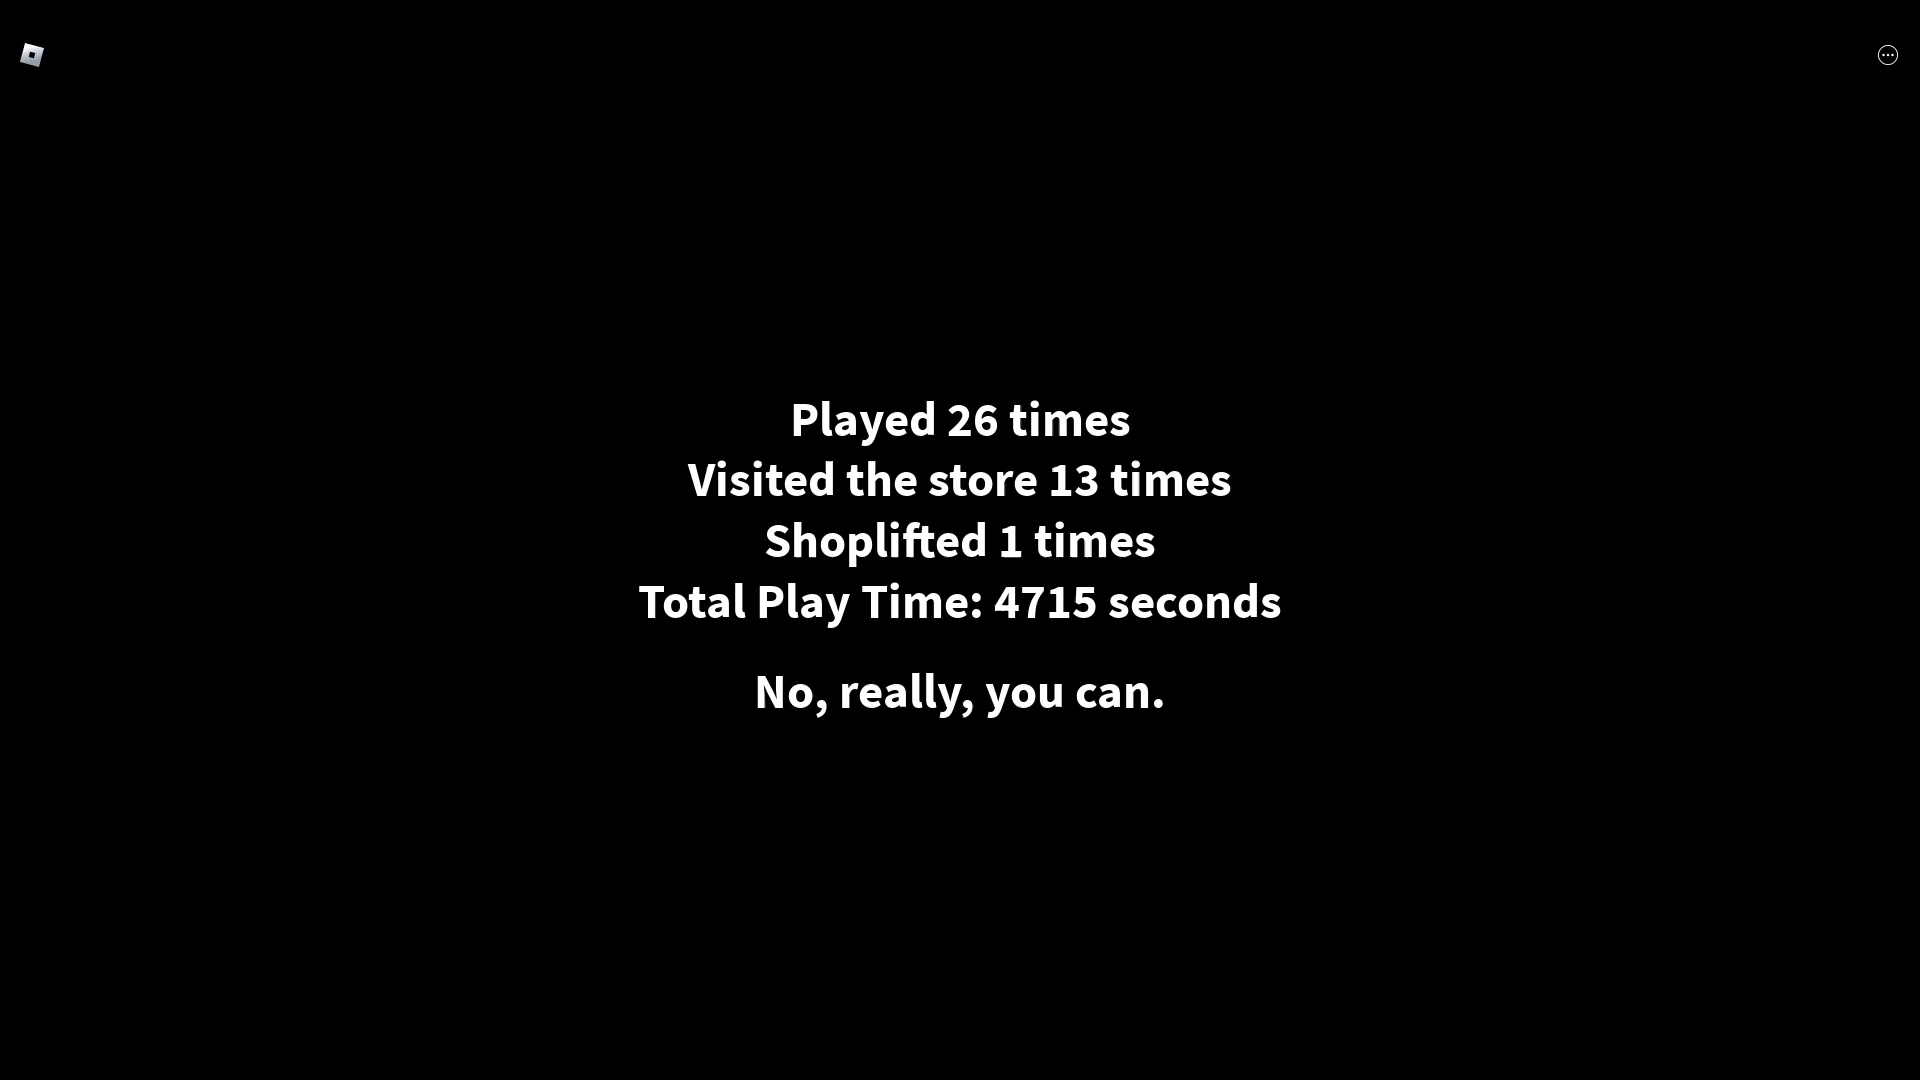 Played 26 times
Visited the store 13 times
Shoplifted 1 times
Total Play Time: 4715 seconds
No, really, you can.